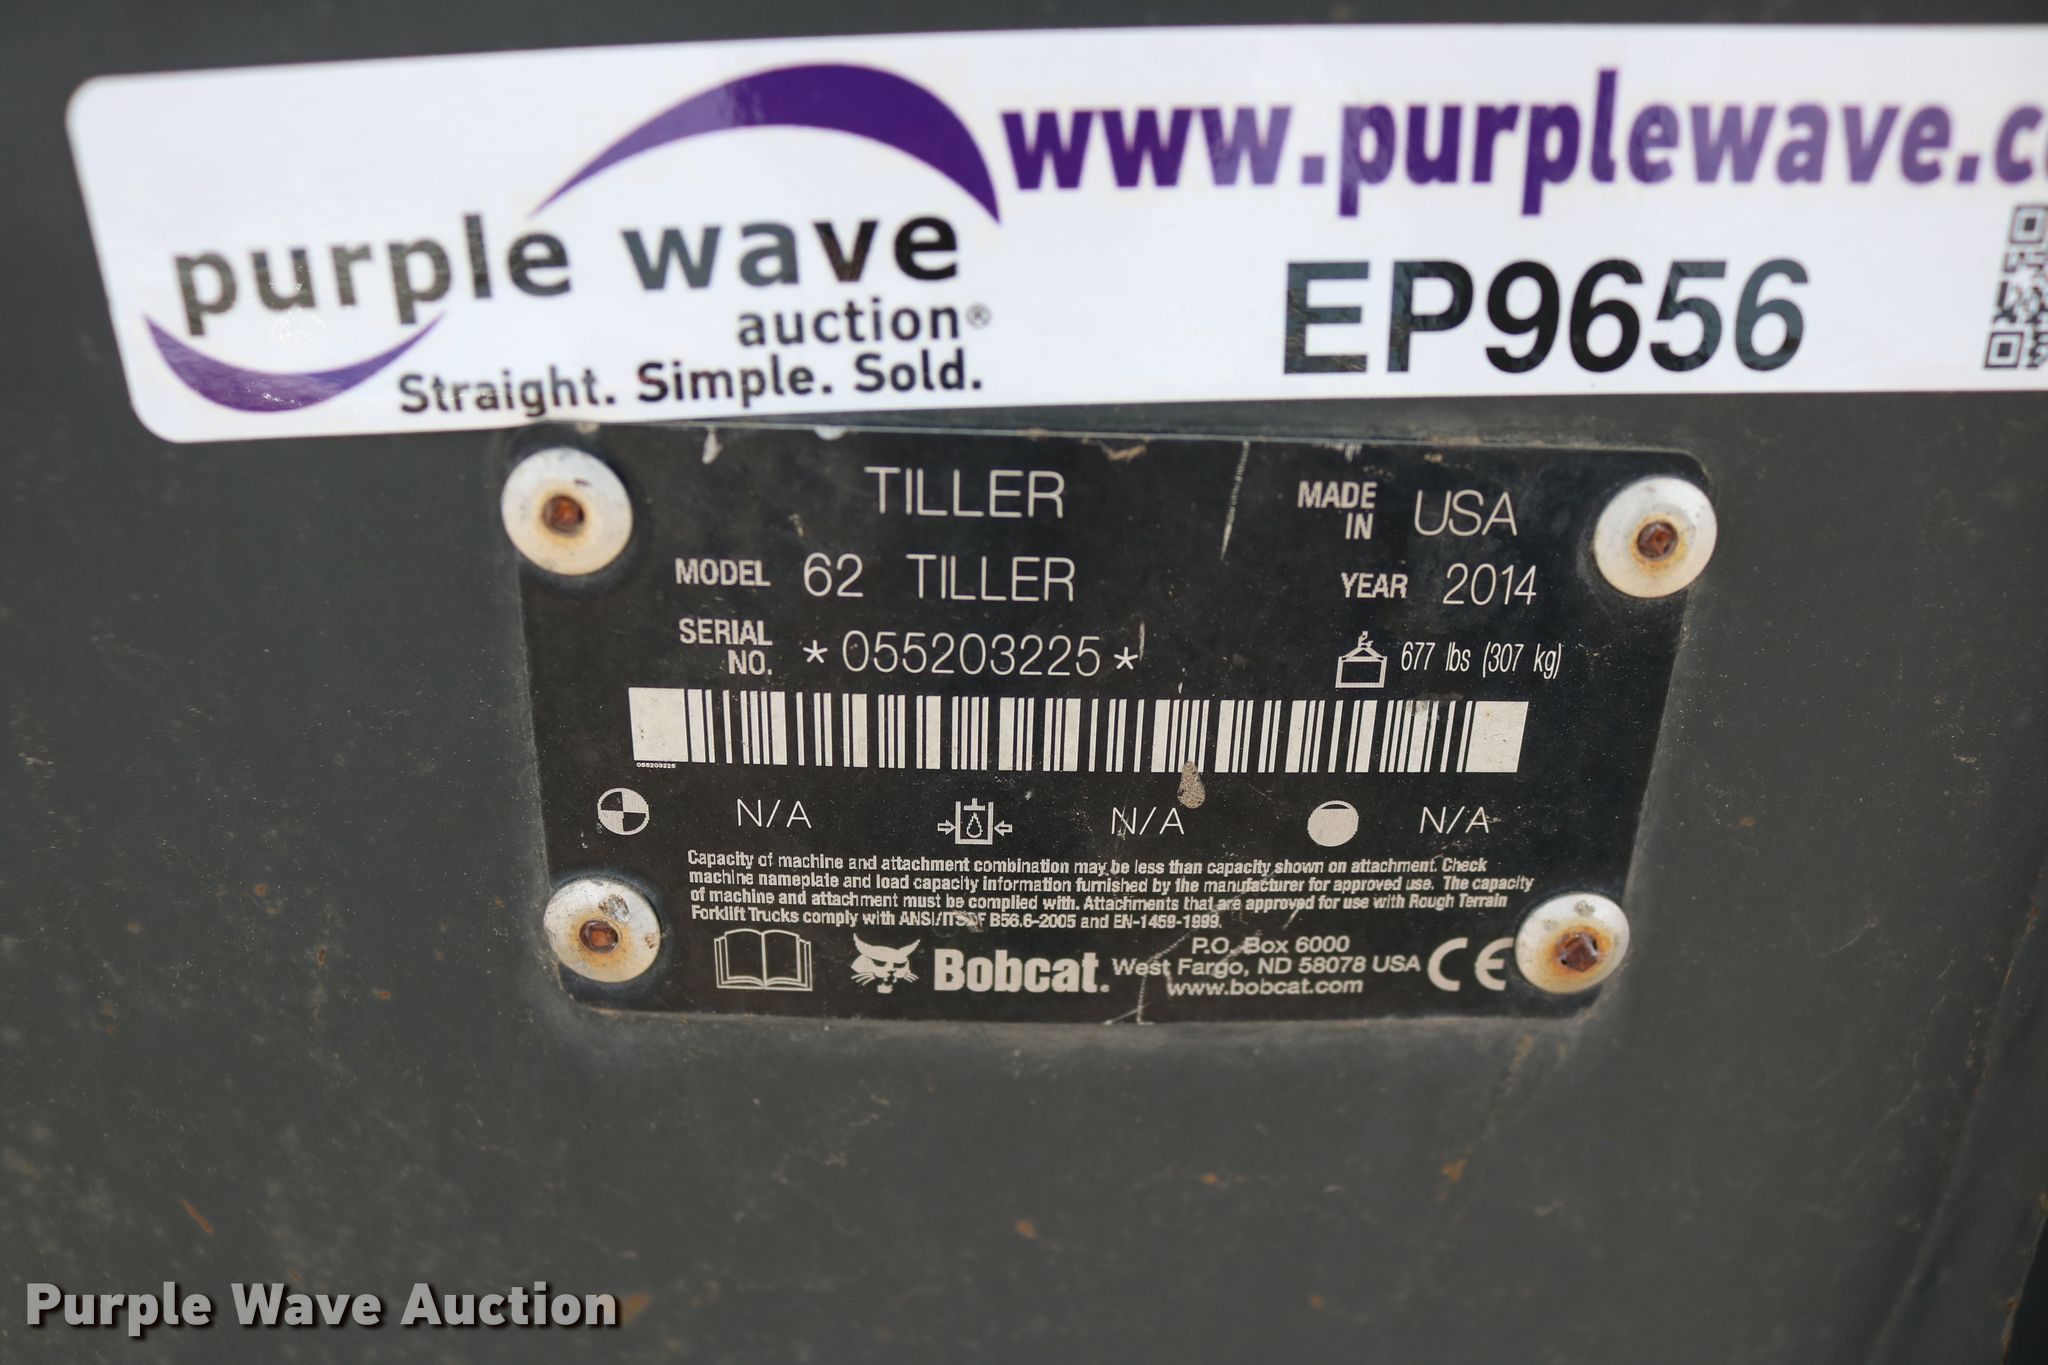 purple wave
auction®
Straight. Simple. Sold.
www.purplewave.c
EP9656
TILLER
MADE IN USA
MODEL 62 TILLER
YEAR 2014
SERIAL NO. *055203225*
677 lbs (307 kg)
055203225
N/A N/A N/A
Capacity of machine and attachment combination may be less than capacity shown on attachment. Check
machine nameplate and load capacity information furnished by the manufacturer for approved use. The capacity
of machine and attachment must be complied with. Attachments that are approved for use with Rough Terrain
Forklift Trucks comply with ANSI/ITSDF B56.6-2005 and EN-1459-1999.
Bobcat.
P.O. Box 6000
West Fargo, ND 58078 USA
www.bobcat.com
CE
Purple Wave Auction